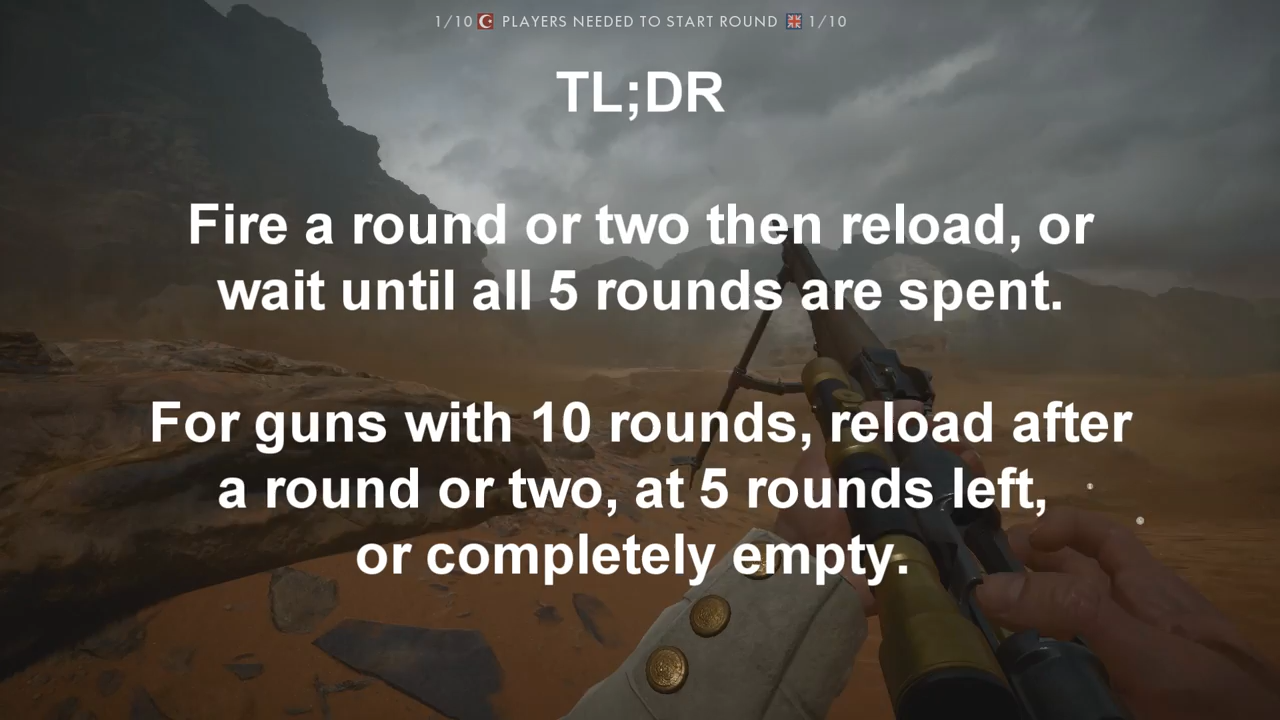 1/10 PLAYERS NEEDED TO START ROUND 1/10
TL;DR
Fire a round or two then reload, or
wait until all 5 rounds are spent.
For guns with 10 rounds, reload after
a round or two, at 5 rounds left,
or completely empty.